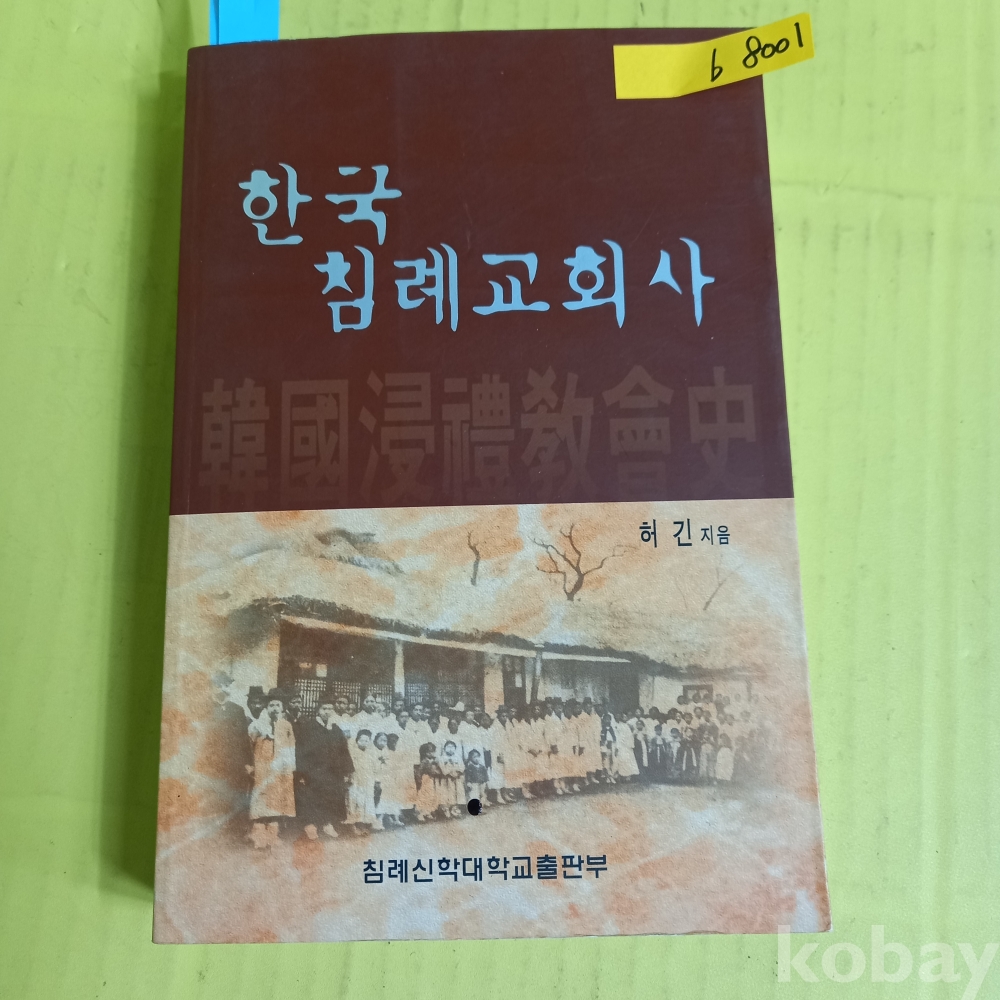 b 8001
한국
침례교회사
韓國浸禮敎會史
허 긴 지음
침례신학대학교출판부
kobay